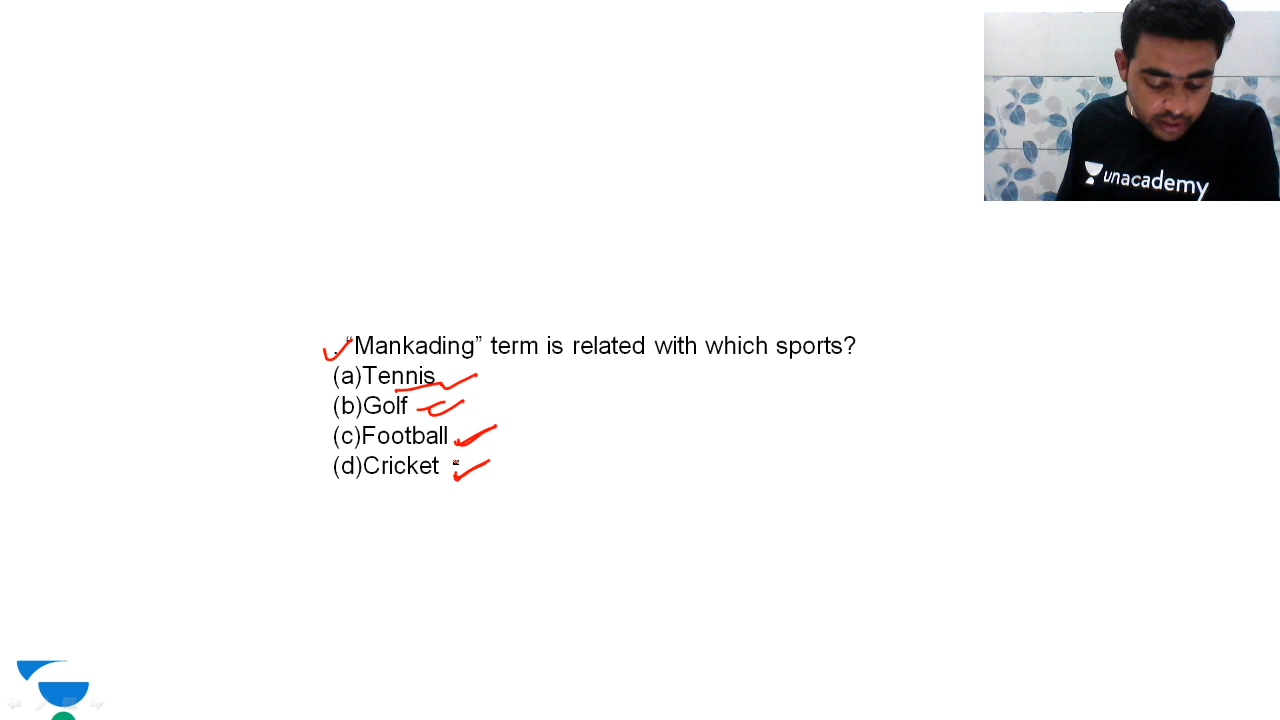 unacademy
. “Mankading” term is related with which sports?
(a)Tennis
(b)Golf
(c)Football
(d)Cricket